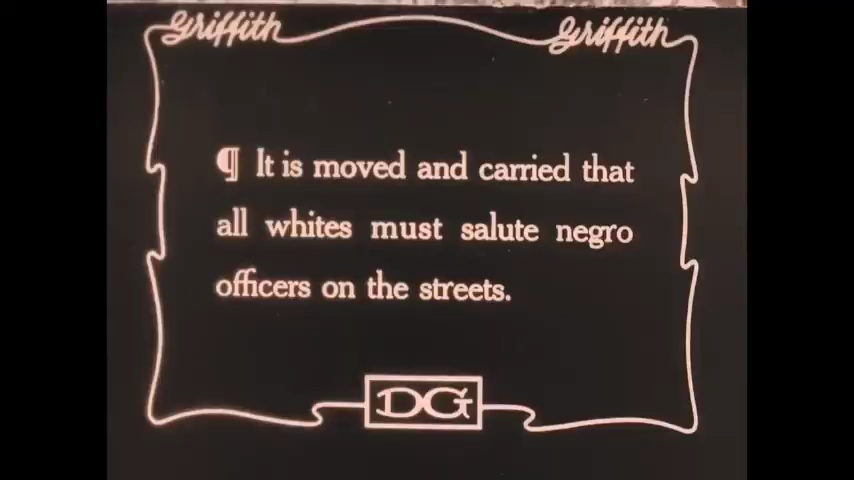 Griffith Griffith
¶ It is moved and carried that
all whites must salute negro
officers on the streets.
DG